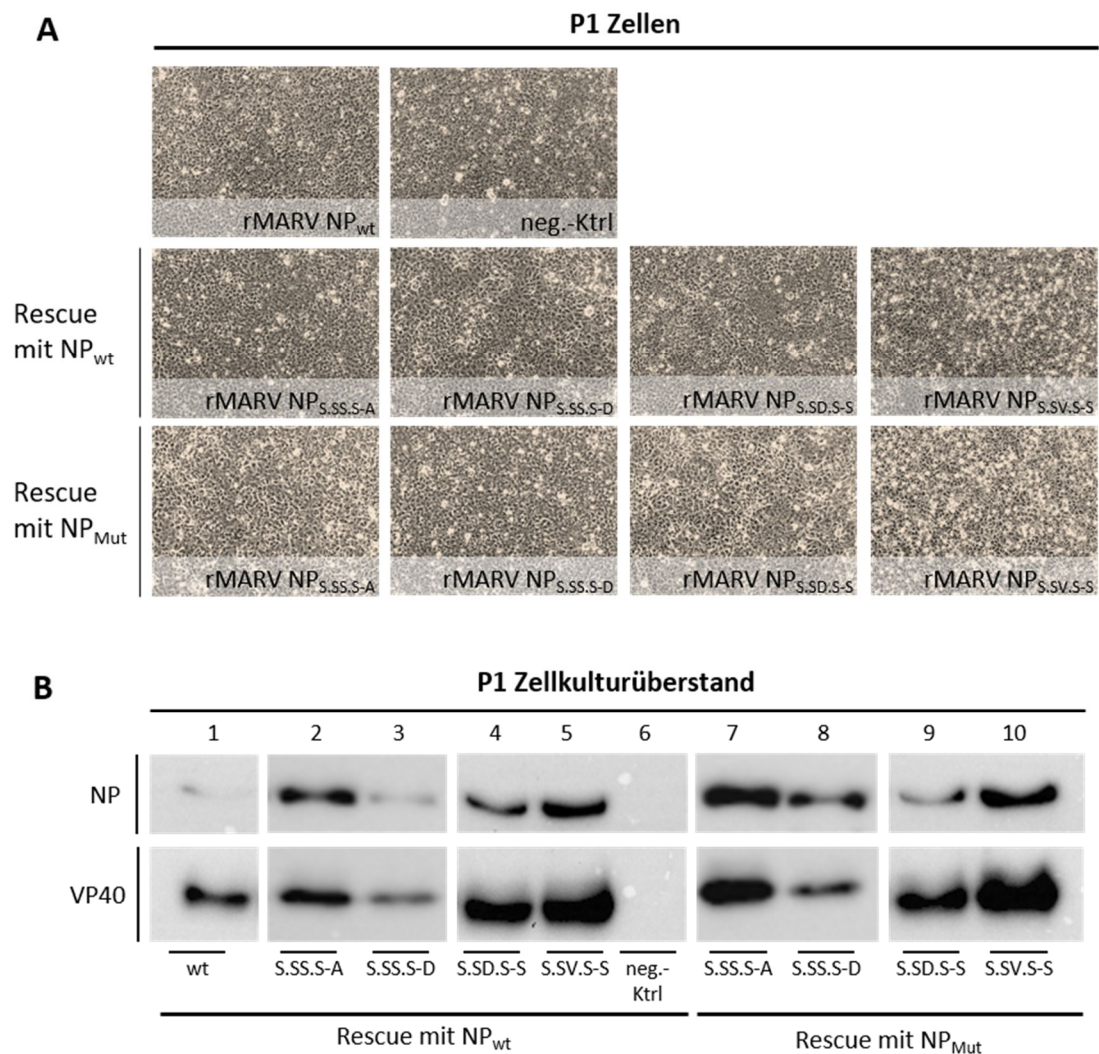 A
P1 Zellen
rMARV NPwt
neg.-Ktrl
Rescue
mit NPwt
rMARV NPS.SS.S-A
rMARV NPS.SS.S-D
rMARV NPS.SD.S-S
rMARV NPS.SV.S-S
Rescue
mit NPMut
rMARV NPS.SS.S-A
rMARV NPS.SS.S-D
rMARV NPS.SD.S-S
rMARV NPS.SV.S-S
B
P1 Zellkulturüberstand
1 2 3 4 5 6 7 8 9 10
NP
VP40
wt S.SS.S-A S.SS.S-D S.SD.S-S S.SV.S-S neg.- S.SS.S-A S.SS.S-D S.SD.S-S S.SV.S-S
Ktrl
Rescue mit NPwt Rescue mit NPMut